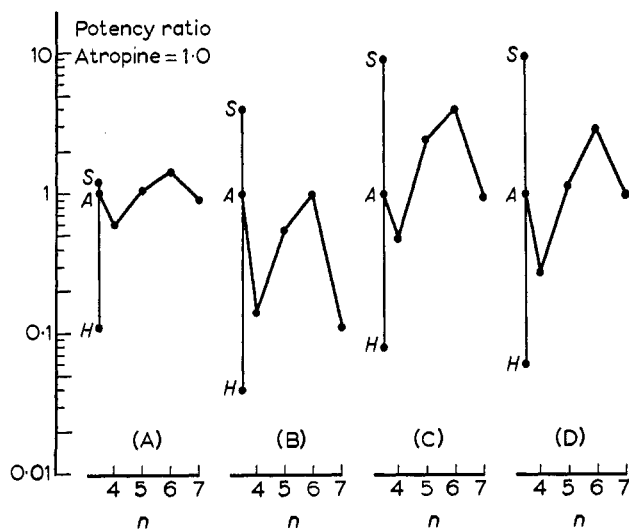 Potency ratio
Atropine = 1·0
10
1
0·1
0·01
S
A
H
(A)
4 5 6 7
n
S
A
H
(B)
4 5 6 7
n
S
A
H
(C)
4 5 6 7
n
S
A
H
(D)
4 5 6 7
n